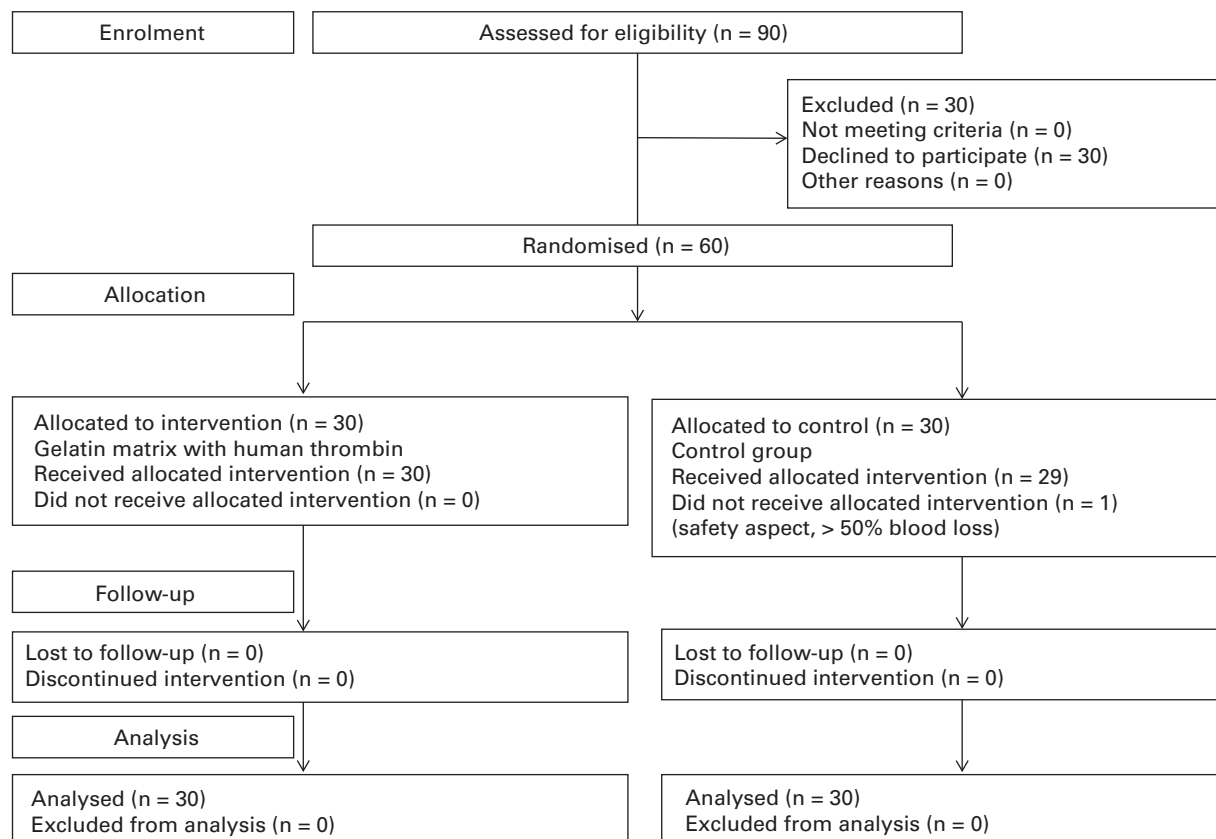 Enrolment
Assessed for eligibility (n = 90)
Excluded (n = 30)
Not meeting criteria (n = 0)
Declined to participate (n = 30)
Other reasons (n = 0)
Randomised (n = 60)
Allocation
Allocated to intervention (n = 30)
Gelatin matrix with human thrombin
Received allocated intervention (n = 30)
Did not receive allocated intervention (n = 0)
Allocated to control (n = 30)
Control group
Received allocated intervention (n = 29)
Did not receive allocated intervention (n = 1)
(safety aspect, > 50% blood loss)
Follow-up
Lost to follow-up (n = 0)
Discontinued intervention (n = 0)
Lost to follow-up (n = 0)
Discontinued intervention (n = 0)
Analysis
Analysed (n = 30)
Excluded from analysis (n = 0)
Analysed (n = 30)
Excluded from analysis (n = 0)